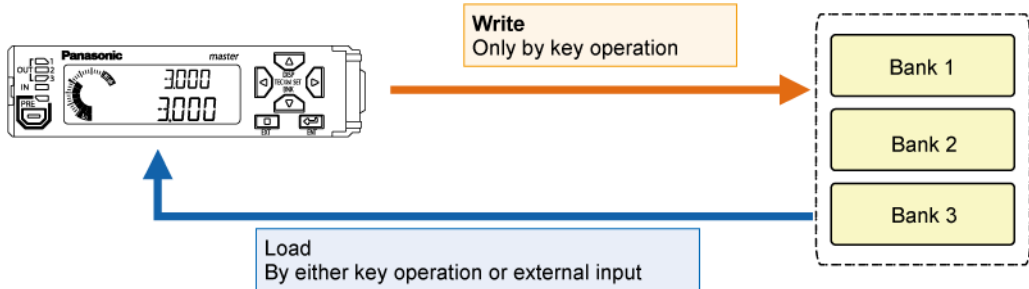 Write
Only by key operation
Panasonic
master
OUT
1
2
3
IN
PRE
3.000
-3.000
DISP
TEC/W SET
BNK
EXT
ENT
Bank 1
Bank 2
Bank 3
Load
By either key operation or external input